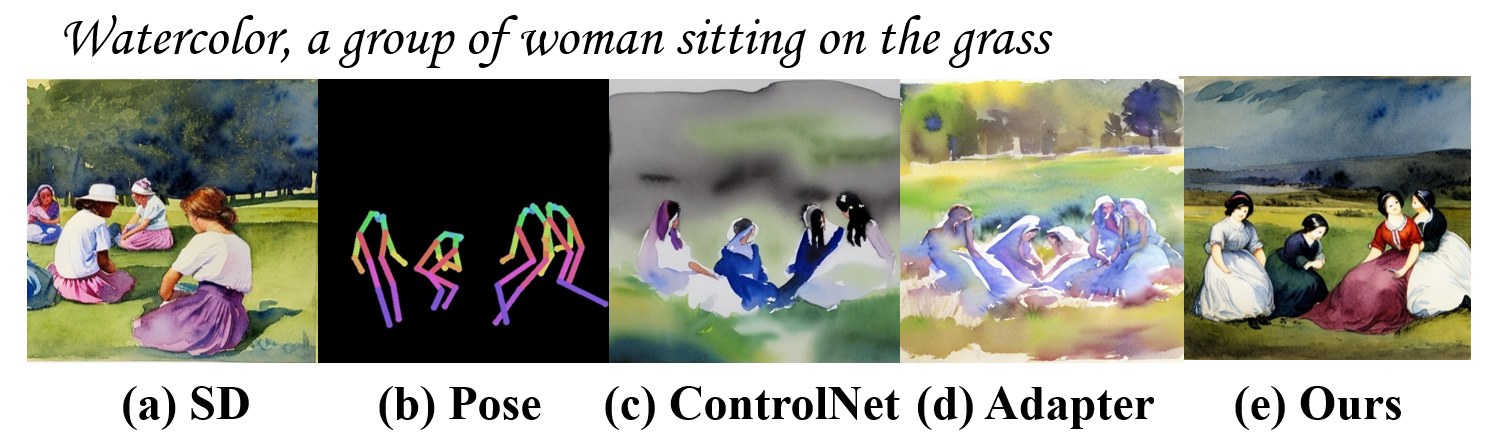 Watercolor, a group of woman sitting on the grass
(a) SD (b) Pose (c) ControlNet (d) Adapter (e) Ours